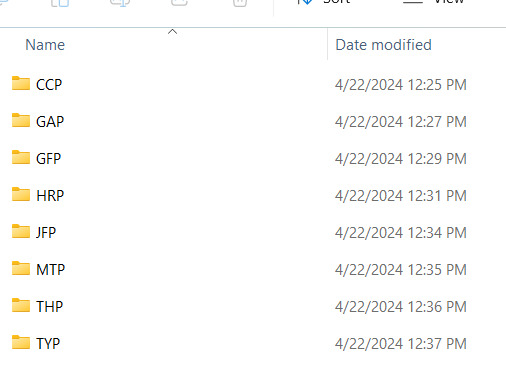 Sort View
Name Date modified
CCP 4/22/2024 12:25 PM
GAP 4/22/2024 12:27 PM
GFP 4/22/2024 12:29 PM
HRP 4/22/2024 12:31 PM
JFP 4/22/2024 12:34 PM
MTP 4/22/2024 12:35 PM
THP 4/22/2024 12:36 PM
TYP 4/22/2024 12:37 PM